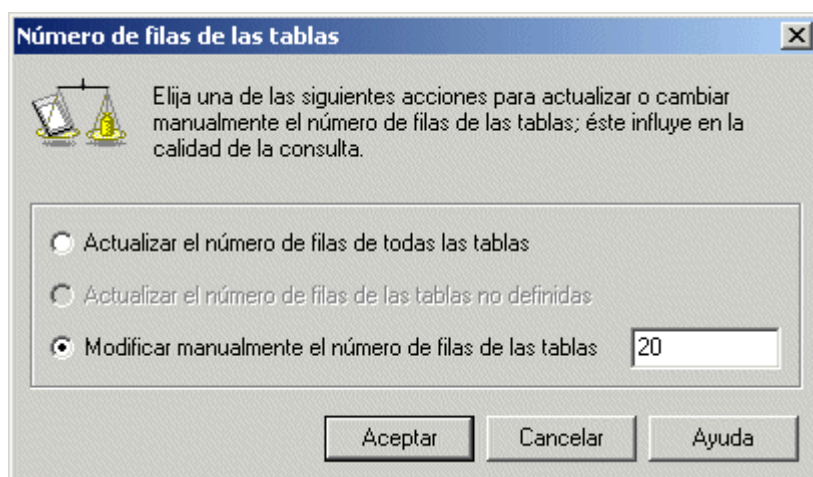 Número de filas de las tablas
Elija una de las siguientes acciones para actualizar o cambiar
manualmente el número de filas de las tablas; éste influye en la
calidad de la consulta.
Actualizar el número de filas de todas las tablas
Actualizar el número de filas de las tablas no definidas
Modificar manualmente el número de filas de las tablas 20
Aceptar Cancelar Ayuda